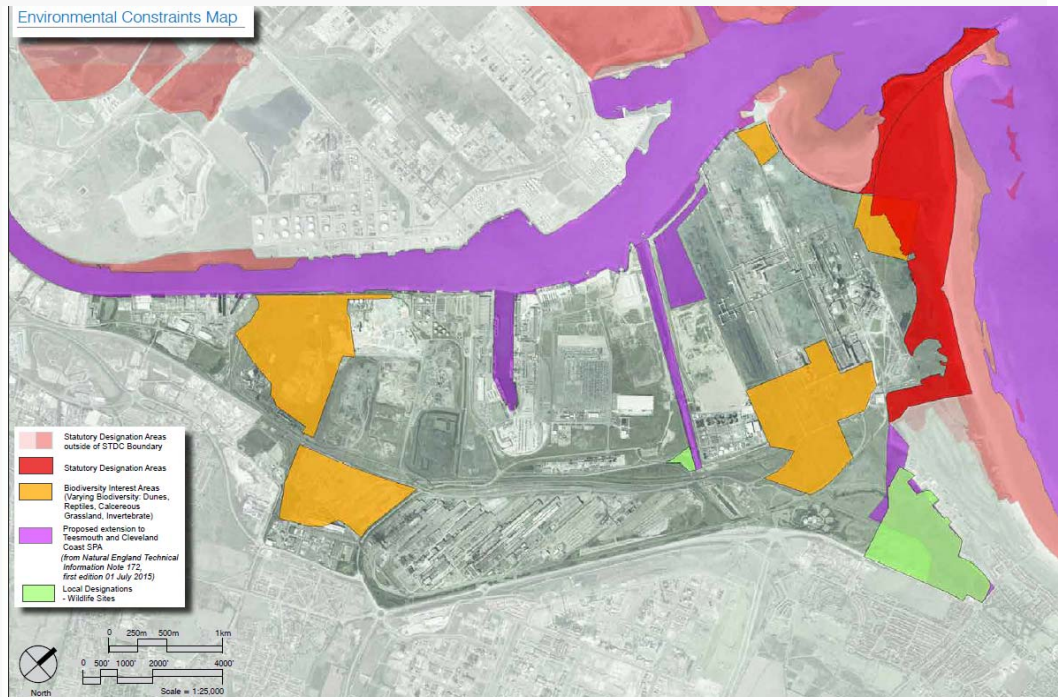 Environmental Constraints Map
Statutory Designation Areas
outside of STDC Boundary
Statutory Designation Areas
Biodiversity Interest Areas
(Varying Biodiversity: Dunes,
Reptiles, Calcereous
Grassland, Invertebrate)
Proposed extension to
Teesmouth and Cleveland
Coast SPA
(from Natural England Technical
Information Note 172,
first edition 01 July 2015)
Local Designations
- Wildlife Sites
0 250m 500m 1km
0 500' 1000' 2000' 4000'
Scale = 1:25,000
North